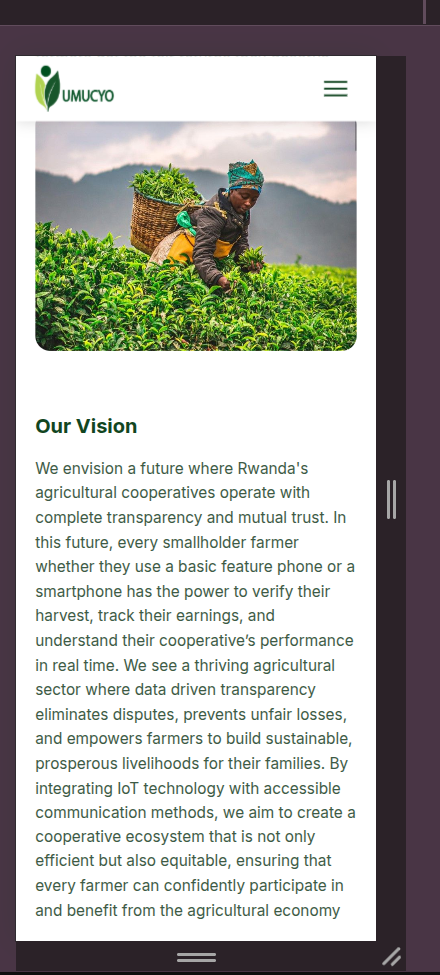 UMUCYO
Our Vision
We envision a future where Rwanda's
agricultural cooperatives operate with
complete transparency and mutual trust. In
this future, every smallholder farmer
whether they use a basic feature phone or a
smartphone has the power to verify their
harvest, track their earnings, and
understand their cooperative’s performance
in real time. We see a thriving agricultural
sector where data driven transparency
eliminates disputes, prevents unfair losses,
and empowers farmers to build sustainable,
prosperous livelihoods for their families. By
integrating IoT technology with accessible
communication methods, we aim to create a
cooperative ecosystem that is not only
efficient but also equitable, ensuring that
every farmer can confidently participate in
and benefit from the agricultural economy